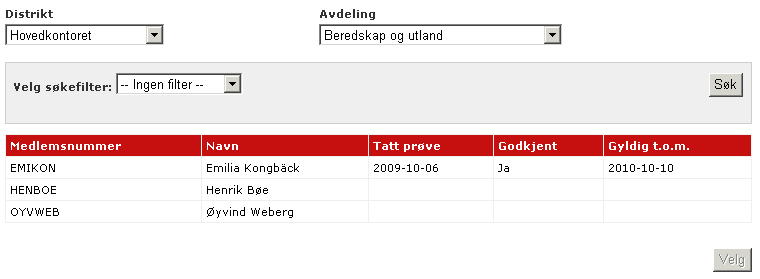 Distrikt Avdeling
Hovedkontoret Beredskap og utland
Velg søkefilter: -- Ingen filter -- Søk
Medlemsnummer Navn Tatt prøve Godkjent Gyldig t.o.m.
EMIKON Emilia Kongbäck 2009-10-06 Ja 2010-10-10
HENBOE Henrik Bøe
OYVWEB Øyvind Weberg
Velg